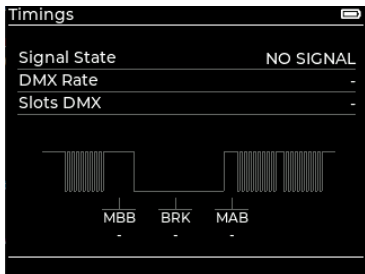 Timings
Signal State NO SIGNAL
DMX Rate -
Slots DMX -
MBB BRK MAB
- - -